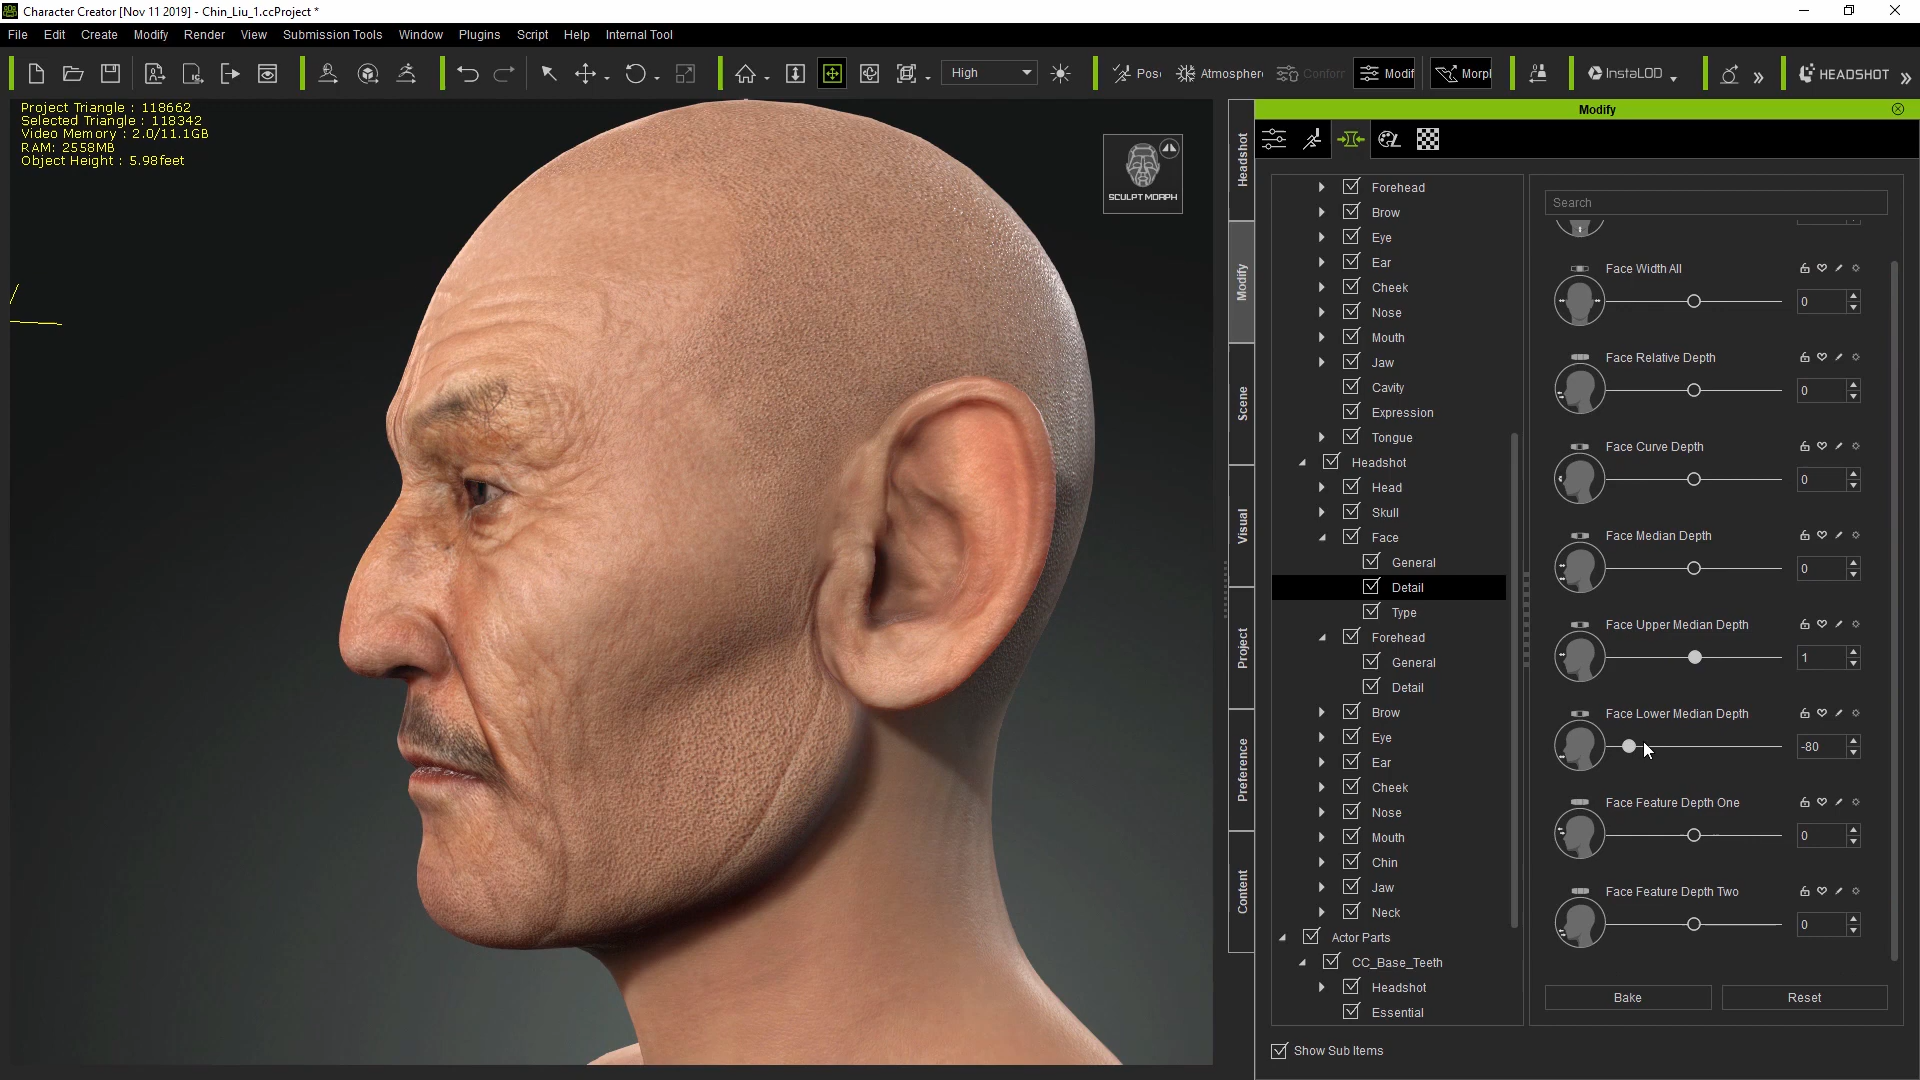 Character Creator [Nov 11 2019] - Chin_Liu_1.ccProject *
File Edit Create Modify Render View Submission Tools Window Plugins Script Help Internal Tool
High Pos Atmospher Conforr Modif Morpl InstaLOD HEADSHOT
Project Triangle : 118662
Selected Triangle : 118342
Video Memory : 2.0/11.1GB
RAM: 2558MB
Object Height : 5.98feet
SCULPT MORPH
Headshot
Modify
Scene
Visual
Project
Preference
Content
Modify
Forehead
Brow
Eye
Ear
Cheek
Nose
Mouth
Jaw
Cavity
Expression
Tongue
Headshot
Head
Skull
Face
General
Detail
Type
Forehead
General
Detail
Brow
Eye
Ear
Cheek
Nose
Mouth
Chin
Jaw
Neck
Actor Parts
CC_Base_Teeth
Headshot
Essential
Show Sub Items
Search
Face Width All
0
Face Relative Depth
0
Face Curve Depth
0
Face Median Depth
0
Face Upper Median Depth
1
Face Lower Median Depth
-80
Face Feature Depth One
0
Face Feature Depth Two
0
Bake Reset